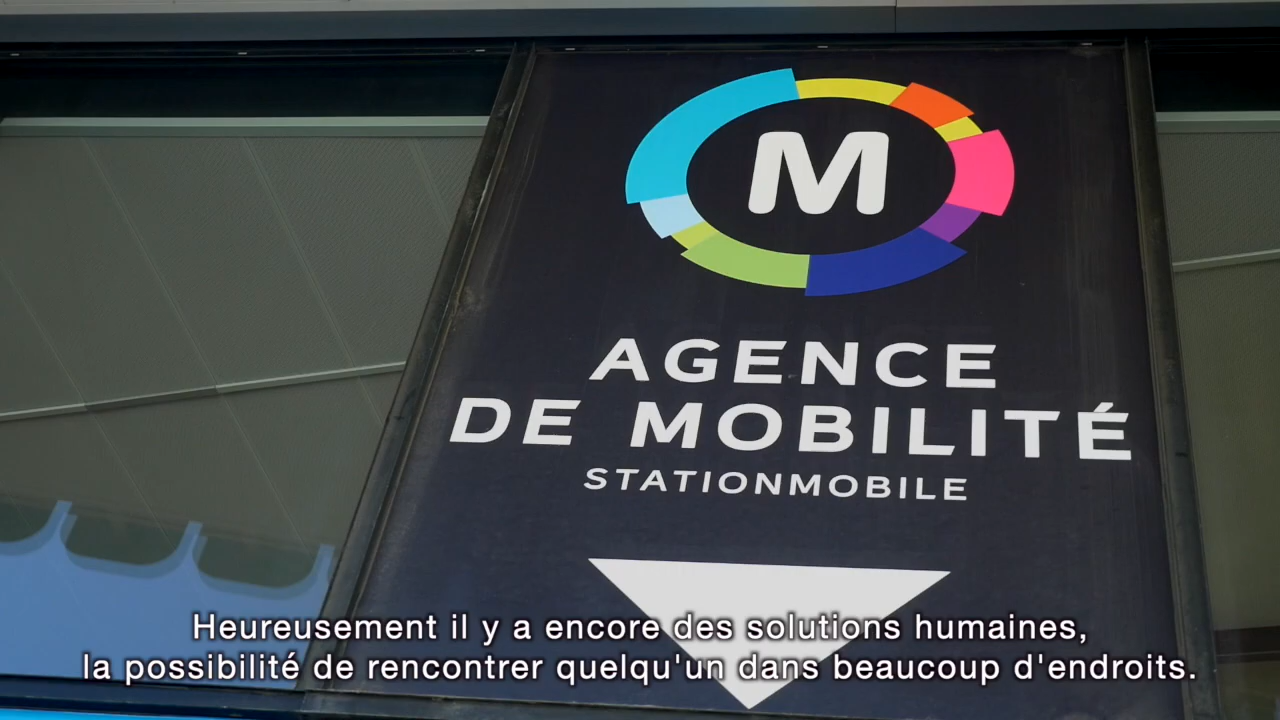 M
AGENCE
DE MOBILITÉ
STATIONMOBILE
Heureusement il y a encore des solutions humaines,
la possibilité de rencontrer quelqu'un dans beaucoup d'endroits.